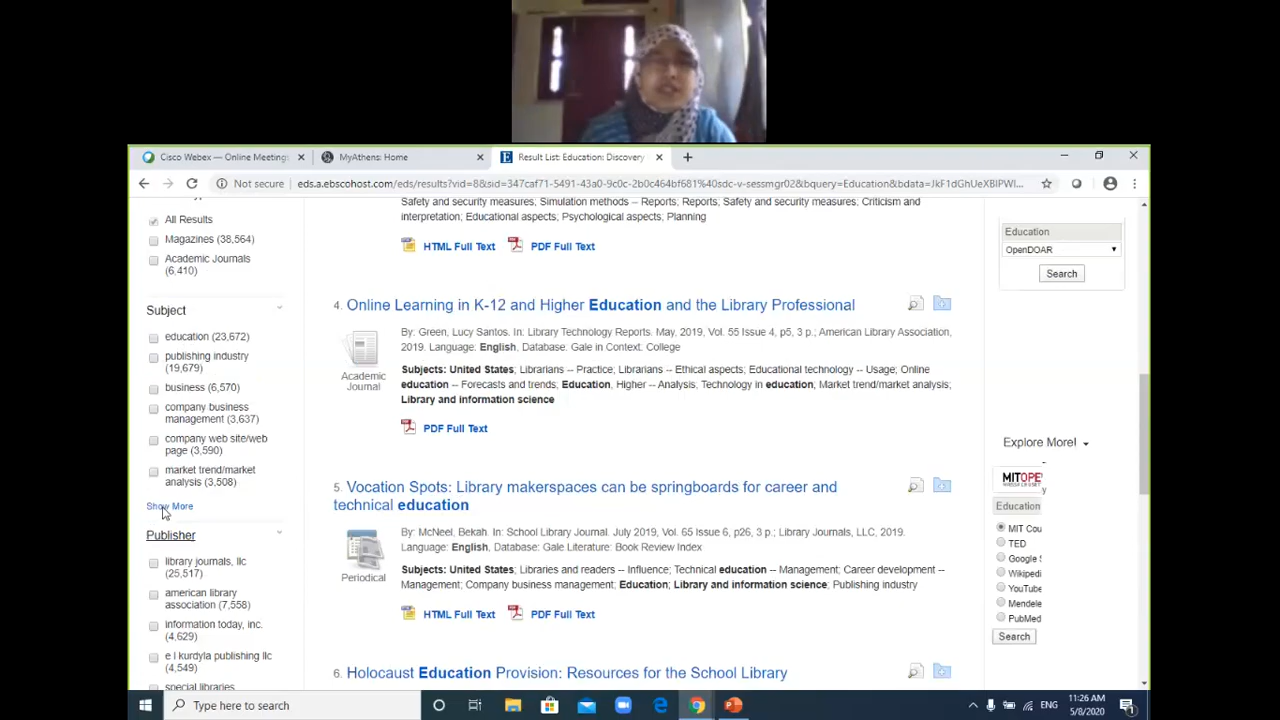 Cisco Webex — Online Meeting
MyAthens: Home
Result List: Education: Discovery
Not secure
eds.a.ebscohost.com/eds/results?vid=8&sid=347caf71-5491-43a0-9c0c-2b0c464bf681%40sdc-v-sessmgr02&bquery=Education&bdata=JkF1dGhUeXBlPWl...
All Results
Magazines (38,564)
Academic Journals
(6,410)
Subject
education (23,672)
publishing industry
(19,679)
business (6,570)
company business
management (3,637)
company web site/web
page (3,590)
market trend/market
analysis (3,508)
Show More
Publisher
library journals, llc
(25,517)
american library
association (7,558)
information today, inc.
(4,629)
e l kurdyla publishing llc
(4,549)
special libraries
Safety and security measures; Simulation methods -- Reports; Reports; Safety and security measures; Criticism and
interpretation; Educational aspects; Psychological aspects; Planning
HTML Full Text PDF Full Text
4. Online Learning in K-12 and Higher Education and the Library Professional
By: Green, Lucy Santos. In: Library Technology Reports. May, 2019, Vol. 55 Issue 4, p5, 3 p.; American Library Association,
2019. Language: English, Database: Gale in Context: College
Academic
Journal
Subjects: United States; Librarians -- Practice; Librarians -- Ethical aspects; Educational technology -- Usage; Online
education -- Forecasts and trends; Education, Higher -- Analysis; Technology in education; Market trend/market analysis;
Library and information science
PDF Full Text
5. Vocation Spots: Library makerspaces can be springboards for career and
technical education
By: McNeel, Bekah. In: School Library Journal. July 2019, Vol. 65 Issue 6, p26, 3 p.; Library Journals, LLC, 2019.
Language: English, Database: Gale Literature: Book Review Index
Periodical
Subjects: United States; Libraries and readers -- Influence; Technical education -- Management; Career development --
Management; Company business management; Education; Library and information science; Publishing industry
HTML Full Text PDF Full Text
6. Holocaust Education Provision: Resources for the School Library
Education
OpenDOAR
Search
Explore More!
MITOPE
y
Education
MIT Cou
TED
Google S
Wikipedi
YouTube
Mendele
PubMed
Search
Type here to search
ENG
11:26 AM
5/8/2020